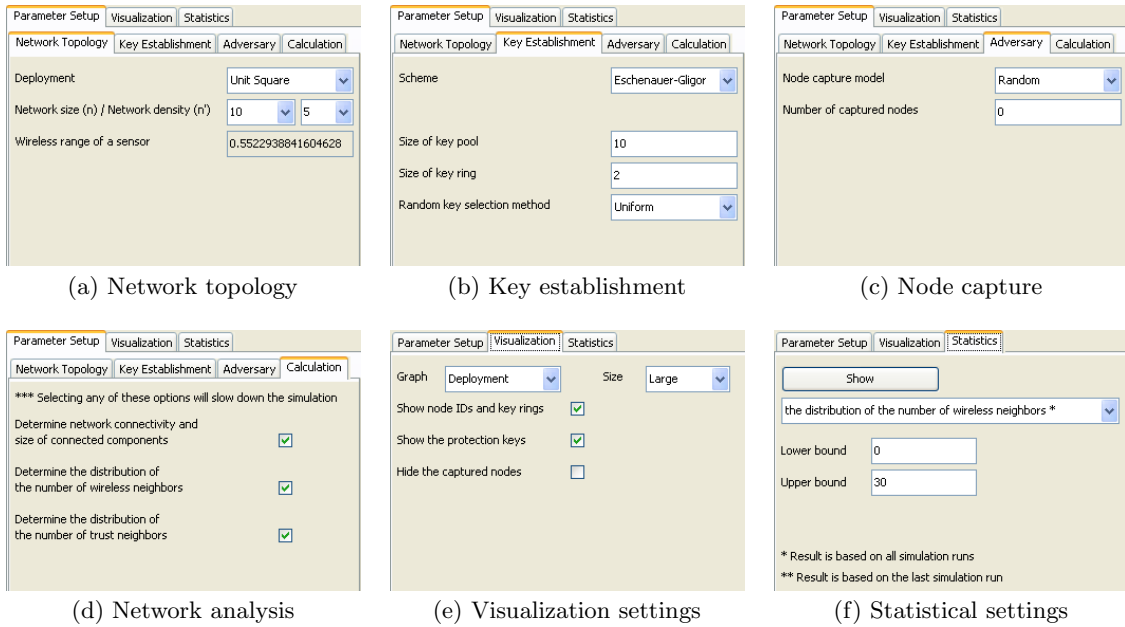 Parameter Setup Visualization Statistics
Network Topology Key Establishment Adversary Calculation
Deployment Unit Square
Network size (n) / Network density (n') 10 5
Wireless range of a sensor 0.5522938841604628
(a) Network topology
Parameter Setup Visualization Statistics
Network Topology Key Establishment Adversary Calculation
Scheme Eschenauer-Gligor
Size of key pool 10
Size of key ring 2
Random key selection method Uniform
(b) Key establishment
Parameter Setup Visualization Statistics
Network Topology Key Establishment Adversary Calculation
Node capture model Random
Number of captured nodes 0
(c) Node capture
Parameter Setup Visualization Statistics
Network Topology Key Establishment Adversary Calculation
*** Selecting any of these options will slow down the simulation
Determine network connectivity and
size of connected components
Determine the distribution of
the number of wireless neighbors
Determine the distribution of
the number of trust neighbors
(d) Network analysis
Parameter Setup Visualization Statistics
Graph Deployment Size Large
Show node IDs and key rings
Show the protection keys
Hide the captured nodes
(e) Visualization settings
Parameter Setup Visualization Statistics
Show
the distribution of the number of wireless neighbors *
Lower bound 0
Upper bound 30
* Result is based on all simulation runs
** Result is based on the last simulation run
(f) Statistical settings